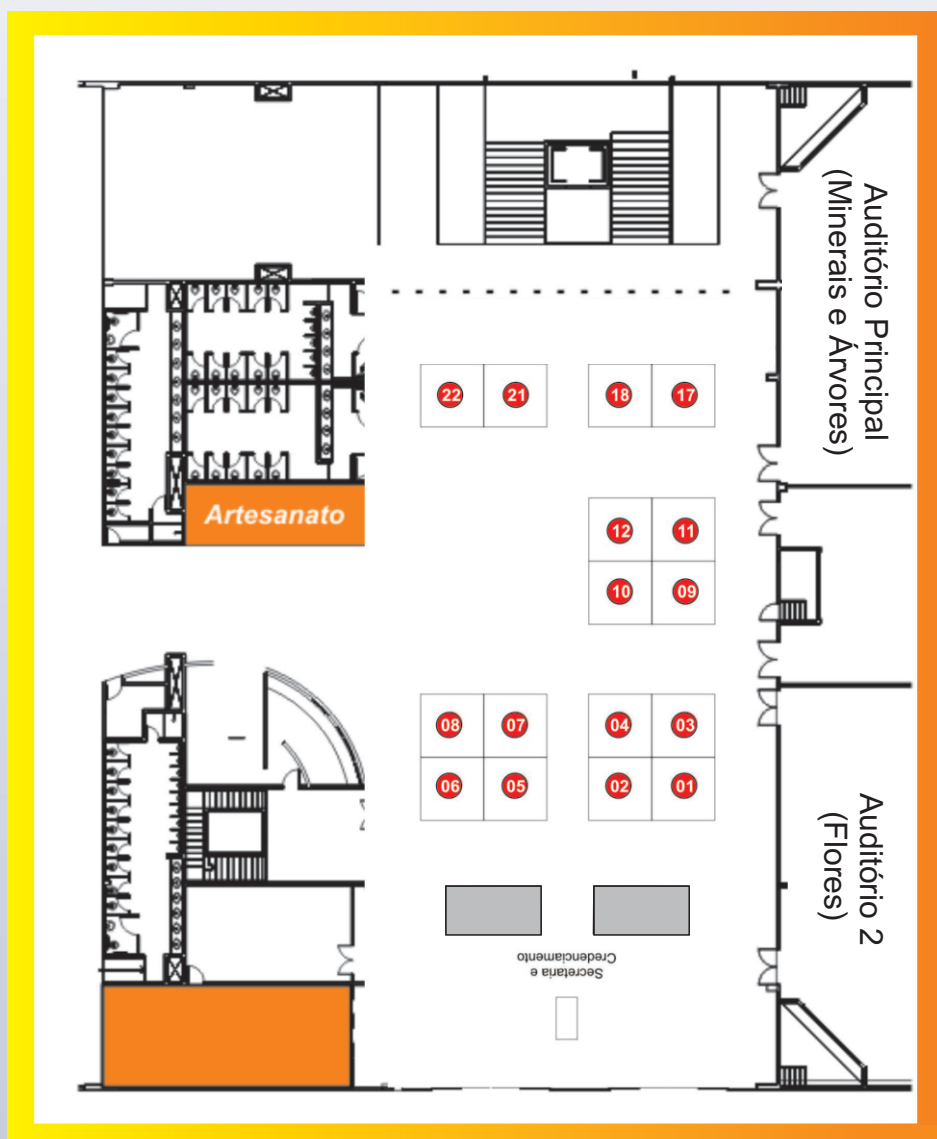 Auditório Principal
(Minerais e Árvores)
22
21
18
17
Artesanato
12
11
10
09
08
07
04
03
06
05
02
01
Auditório 2
(Flores)
Secretaria e
Credenciamento